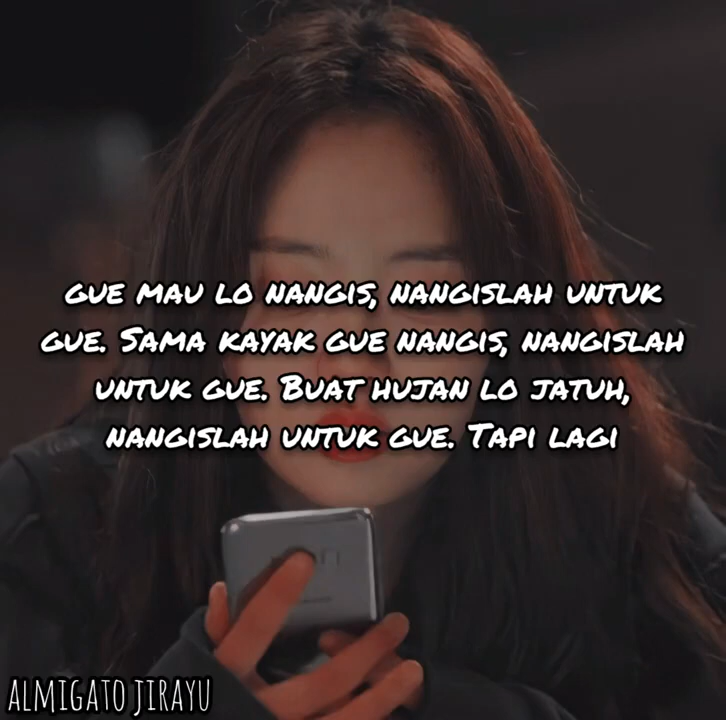 GUE MAU LO NANGIS, NANGISLAH UNTUK
GUE. SAMA KAYAK GUE NANGIS, NANGISLAH
UNTUK GUE. BUAT HUJAN LO JATUH,
NANGISLAH UNTUK GUE. TAPI LAGI
ALMIGATO JIRAYU